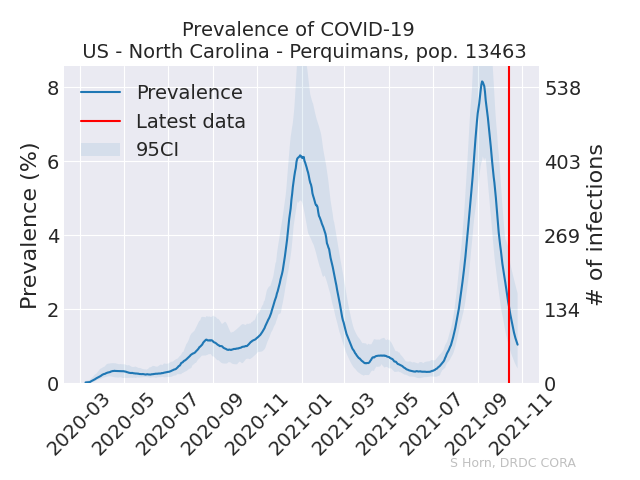 Prevalence of COVID-19
US - North Carolina - Perquimans, pop. 13463
Prevalence
Latest data
95CI
Prevalence (%)
8
6
4
2
0
# of infections
538
403
269
134
0
2020-03
2020-05
2020-07
2020-09
2020-11
2021-01
2021-03
2021-05
2021-07
2021-09
2021-11
S Horn, DRDC CORA